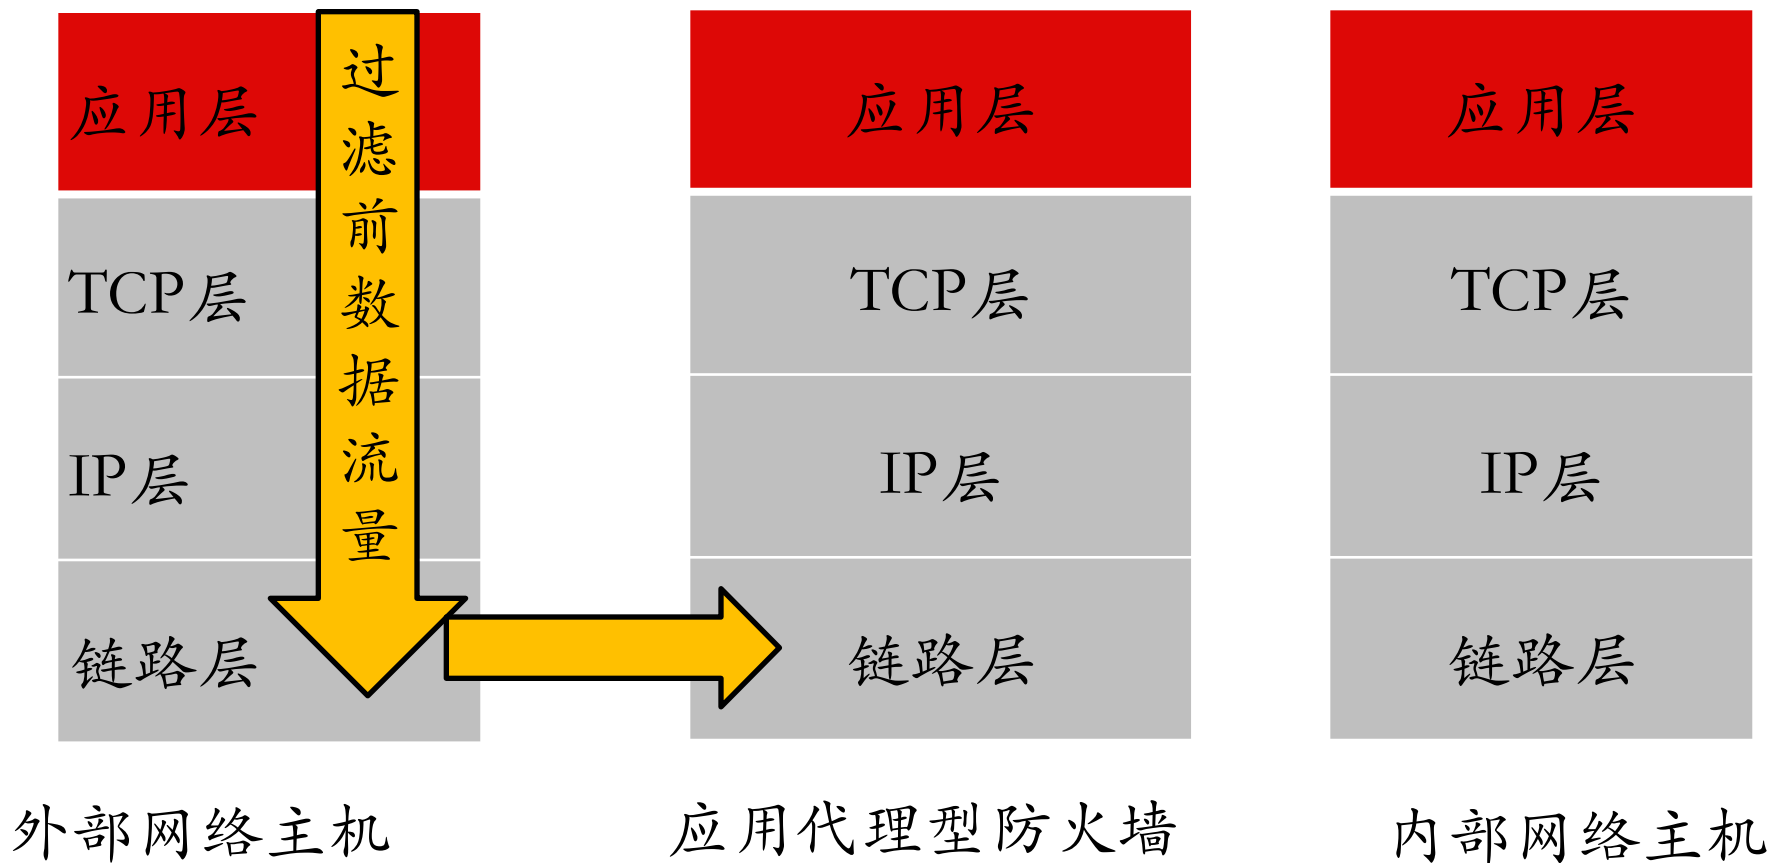 应用层
TCP层
IP层
链路层
过滤前数据流量
应用层
TCP层
IP层
链路层
应用层
TCP层
IP层
链路层
外部网络主机
应用代理型防火墙
内部网络主机